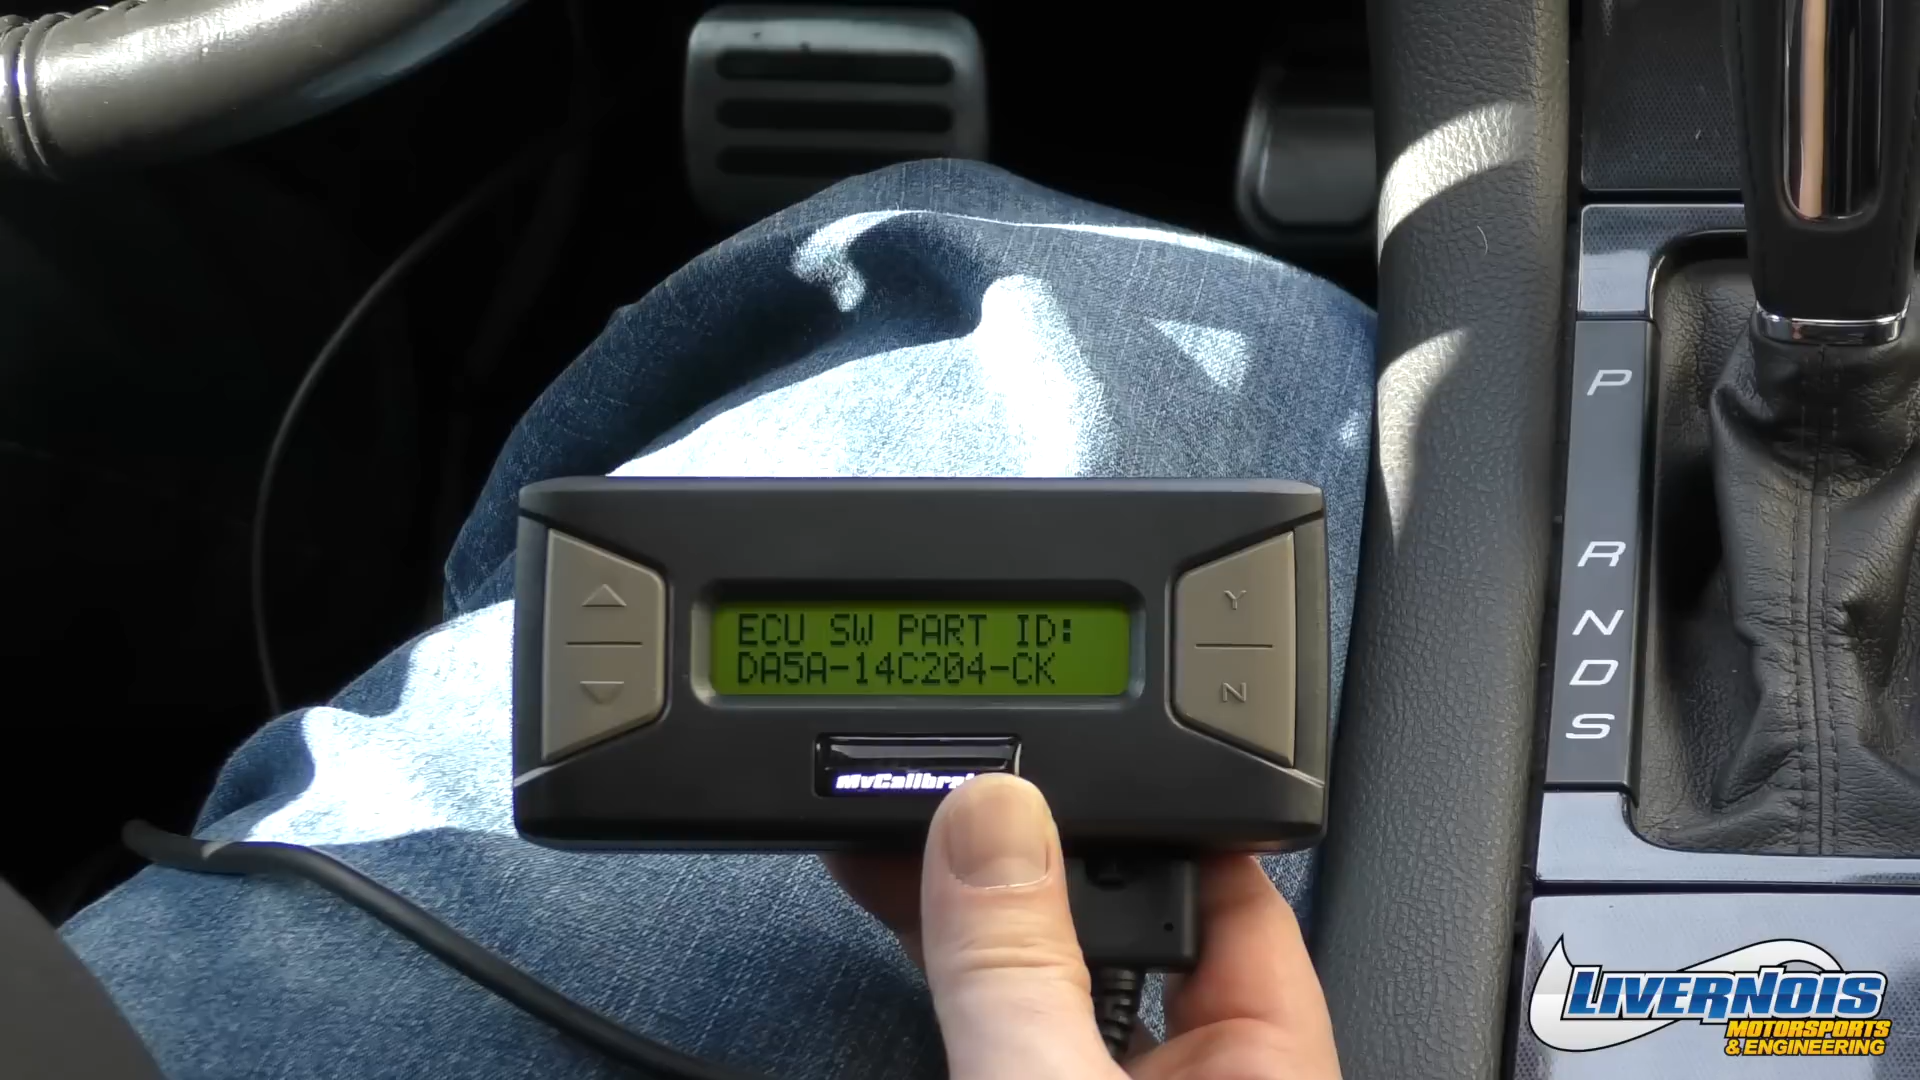 P
R
N
D
S
ECU SW PART ID:
DA5A-14C204-CK
Y
N
LIVERNOIS
MOTORSPORTS
& ENGINEERING